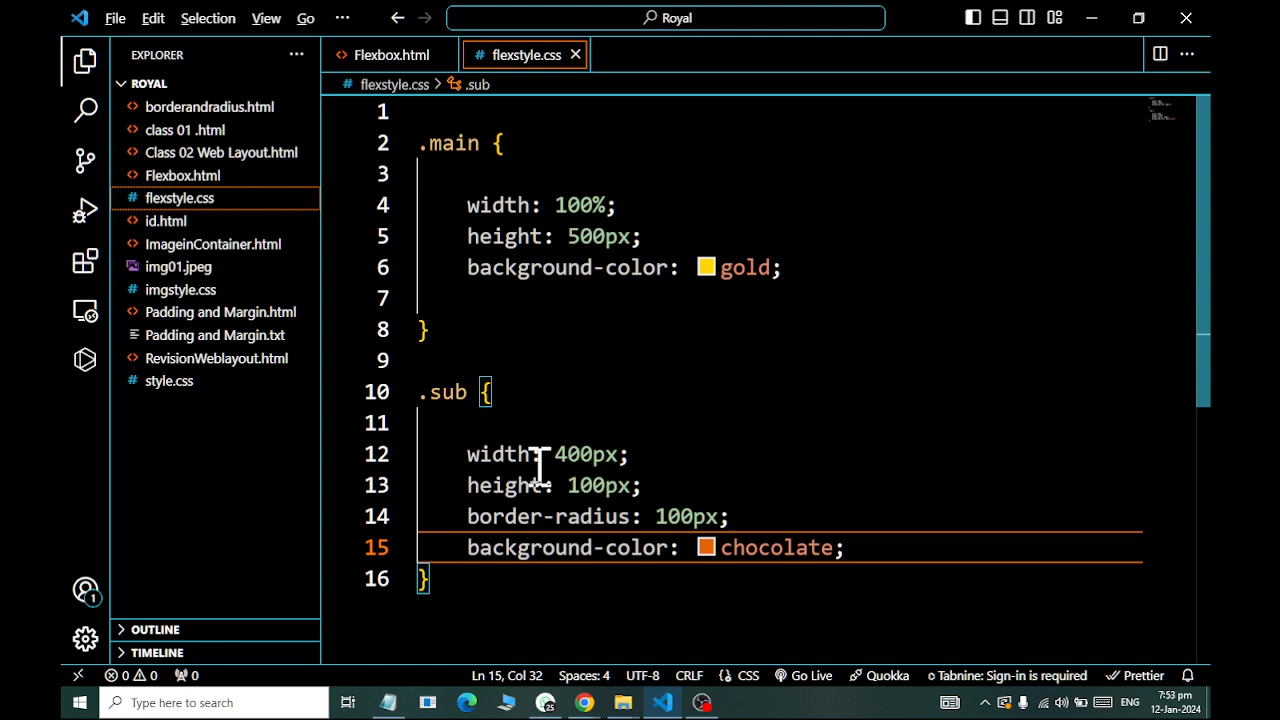 File Edit Selection View Go ··· Royal
EXPLORER ···
ROYAL
borderandradius.html
class 01 .html
Class 02 Web Layout.html
Flexbox.html
flexstyle.css
id.html
ImageinContainer.html
img01.jpeg
imgstyle.css
Padding and Margin.html
Padding and Margin.txt
RevisionWeblayout.html
style.css
OUTLINE
TIMELINE
Flexbox.html # flexstyle.css
# flexstyle.css > .sub
1
2 .main {
3
4 width: 100%;
5 height: 500px;
6 background-color: gold;
7
8 }
9
10 .sub {
11
12 width: 400px;
13 height: 100px;
14 border-radius: 100px;
15 background-color: chocolate;
16 }
1
0 0 0 Ln 15, Col 32 Spaces: 4 UTF-8 CRLF CSS Go Live Quokka Tabnine: Sign-in is required Prettier
Type here to search 25 ENG 7:53 pm
12-Jan-2024